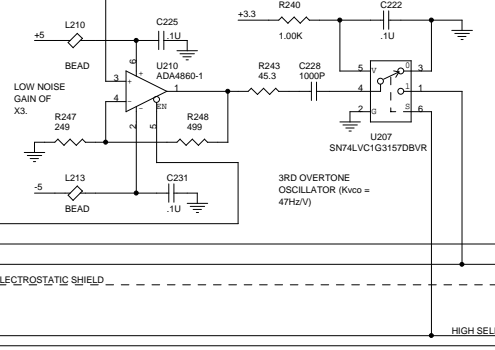 R240
+3.3
1.00K
C222
.1U
L210
+5
BEAD
C225
.1U
U210
ADA4860-1
LOW NOISE
GAIN OF
X3.
6
3
+
+
4
-
-
1
EN
2
5
R243
45.3
C228
1000P
5
V
0
3
4
1
1
2
G
S
6
U207
SN74LVC1G3157DBVR
R247
249
R248
499
L213
-5
BEAD
C231
.1U
3RD OVERTONE
OSCILLATOR (Kvco =
47Hz/V)
LECTROSTATIC SHIELD
HIGH SEL